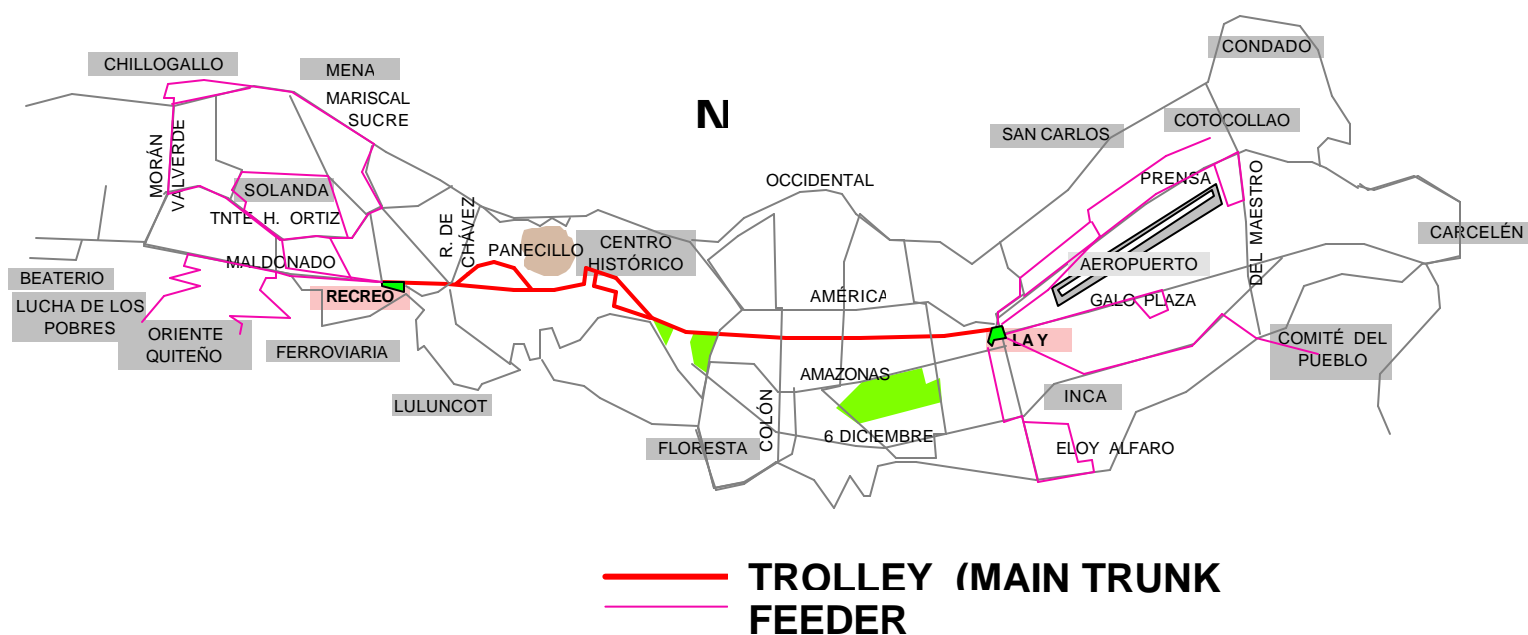 CONDADO
CHILLOGALLO
MENA
MARISCAL
SUCRE
N
COTOCOLLAO
SAN CARLOS
MORÁN
VALVERDE
OCCIDENTAL
PRENSA
SOLANDA
TNTE H. ORTIZ
R. DE
CHÁVEZ
DEL MAESTRO
CARCELÉN
PANECILLO
CENTRO
HISTÓRICO
MALDONADO
AEROPUERTO
BEATERIO
RECREO
AMÉRICA
GALO PLAZA
LUCHA DE LOS
POBRES
ORIENTE
QUITEÑO
FERROVIARIA
LA Y
COMITÉ DEL
PUEBLO
AMAZONAS
INCA
LULUNCOT
COLÓN
6 DICIEMBRE
FLORESTA
ELOY ALFARO
TROLLEY (MAIN TRUNK
FEEDER